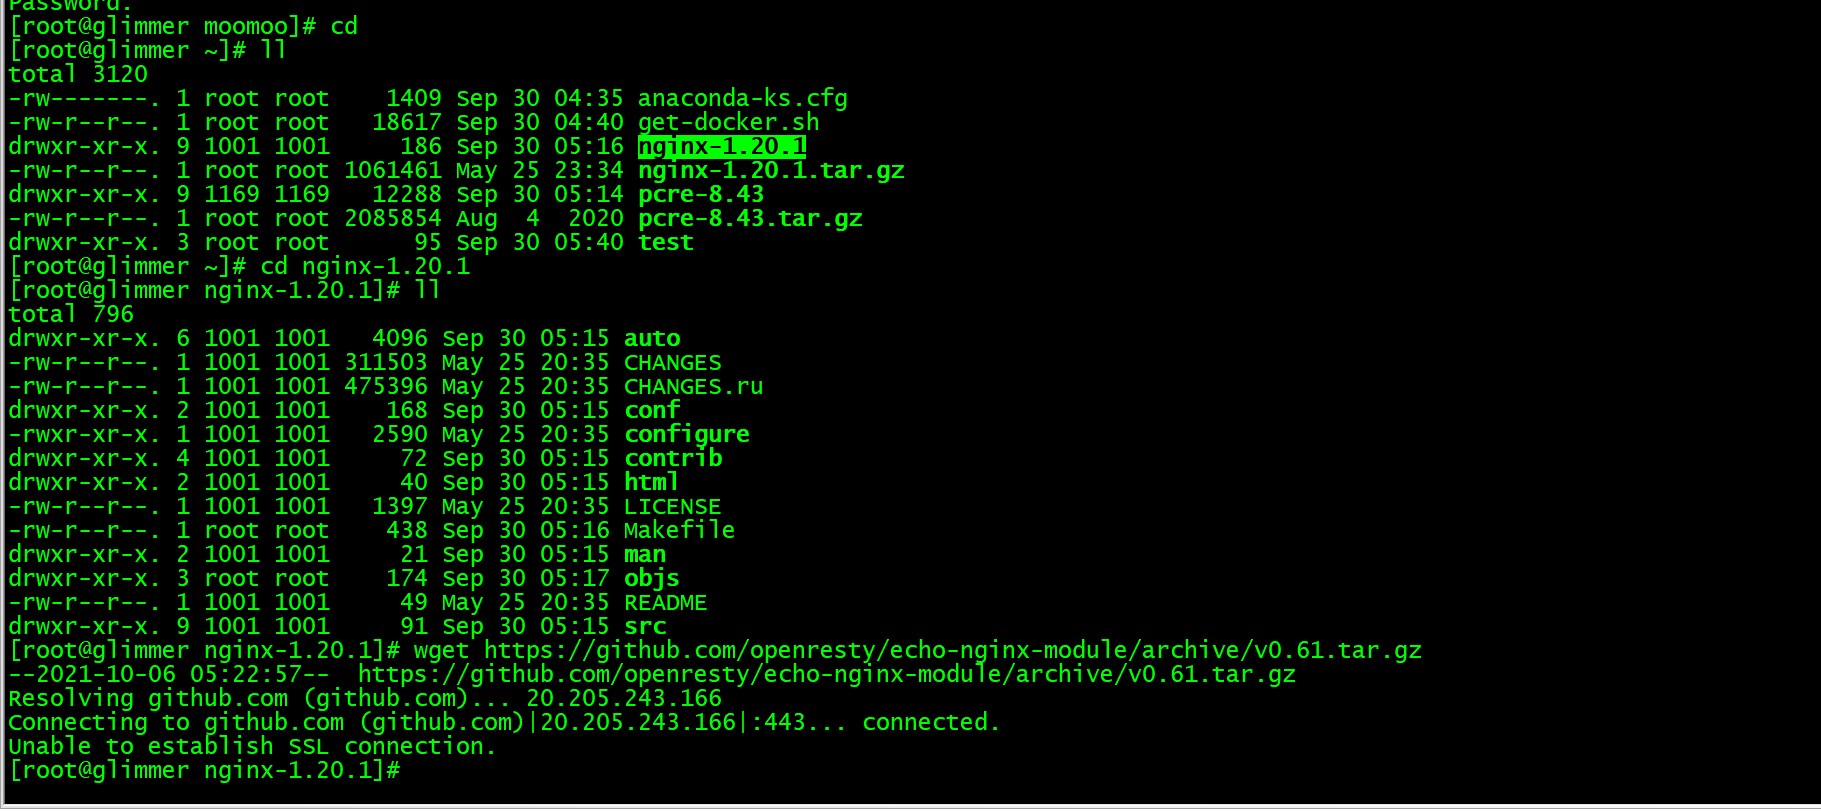 Password:
[root@glimmer moomoo]# cd
[root@glimmer ~]# ll
total 3120
-rw-------. 1 root root    1409 Sep 30 04:35 anaconda-ks.cfg
-rw-r--r--. 1 root root   18617 Sep 30 04:40 get-docker.sh
drwxr-xr-x. 9 1001 1001     186 Sep 30 05:16 nginx-1.20.1
-rw-r--r--. 1 root root 1061461 May 25 23:34 nginx-1.20.1.tar.gz
drwxr-xr-x. 9 1169 1169   12288 Sep 30 05:14 pcre-8.43
-rw-r--r--. 1 root root 2085854 Aug  4  2020 pcre-8.43.tar.gz
drwxr-xr-x. 3 root root      95 Sep 30 05:40 test
[root@glimmer ~]# cd nginx-1.20.1
[root@glimmer nginx-1.20.1]# ll
total 796
drwxr-xr-x. 6 1001 1001   4096 Sep 30 05:15 auto
-rw-r--r--. 1 1001 1001 311503 May 25 20:35 CHANGES
-rw-r--r--. 1 1001 1001 475396 May 25 20:35 CHANGES.ru
drwxr-xr-x. 2 1001 1001    168 Sep 30 05:15 conf
-rwxr-xr-x. 1 1001 1001   2590 May 25 20:35 configure
drwxr-xr-x. 4 1001 1001     72 Sep 30 05:15 contrib
drwxr-xr-x. 2 1001 1001     40 Sep 30 05:15 html
-rw-r--r--. 1 1001 1001   1397 May 25 20:35 LICENSE
-rw-r--r--. 1 root root    438 Sep 30 05:16 Makefile
drwxr-xr-x. 2 1001 1001     21 Sep 30 05:15 man
drwxr-xr-x. 3 root root    174 Sep 30 05:17 objs
-rw-r--r--. 1 1001 1001     49 May 25 20:35 README
drwxr-xr-x. 9 1001 1001     91 Sep 30 05:15 src
[root@glimmer nginx-1.20.1]# wget https://github.com/openresty/echo-nginx-module/archive/v0.61.tar.gz
--2021-10-06 05:22:57--  https://github.com/openresty/echo-nginx-module/archive/v0.61.tar.gz
Resolving github.com (github.com)... 20.205.243.166
Connecting to github.com (github.com)|20.205.243.166|:443... connected.
Unable to establish SSL connection.
[root@glimmer nginx-1.20.1]#